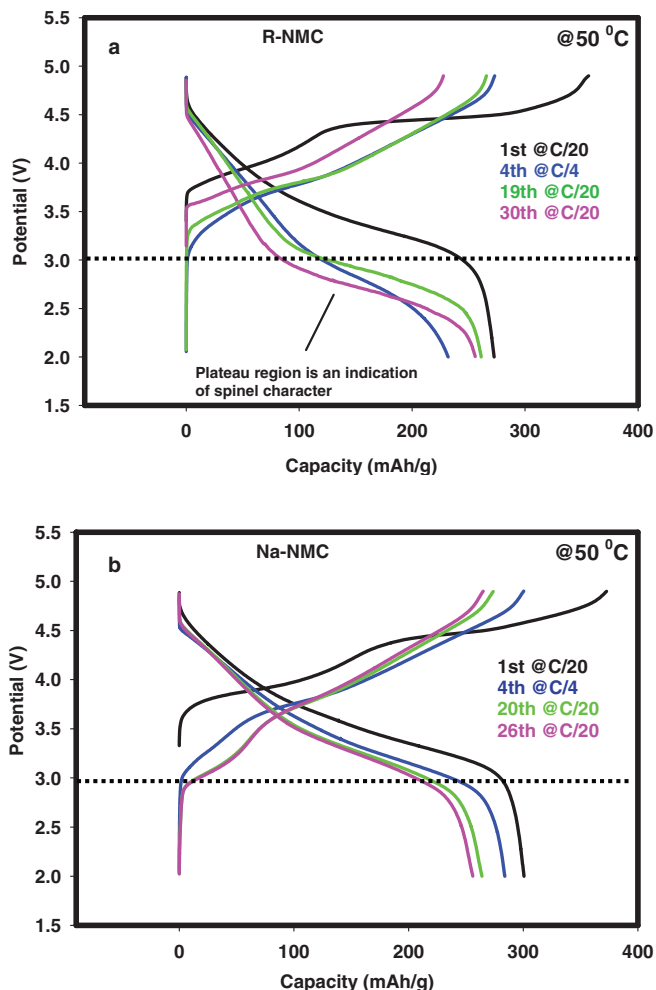 a
R-NMC
@50 ⁰C
1st @C/20
4th @C/4
19th @C/20
30th @C/20
Plateau region is an indication
of spinel character
Potential (V)
5.5
5.0
4.5
4.0
3.5
3.0
2.5
2.0
1.5
0
100
200
300
400
Capacity (mAh/g)
b
Na-NMC
@50 ⁰C
1st @C/20
4th @C/4
20th @C/20
26th @C/20
Potential (V)
5.5
5.0
4.5
4.0
3.5
3.0
2.5
2.0
1.5
0
100
200
300
400
Capacity (mAh/g)